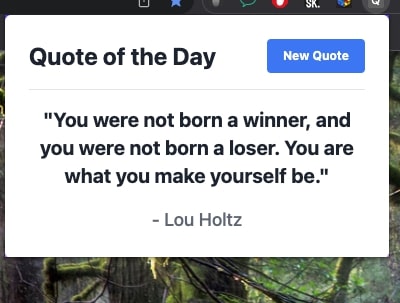 SK.
Q
Quote of the Day
New Quote
"You were not born a winner, and
you were not born a loser. You are
what you make yourself be."
- Lou Holtz